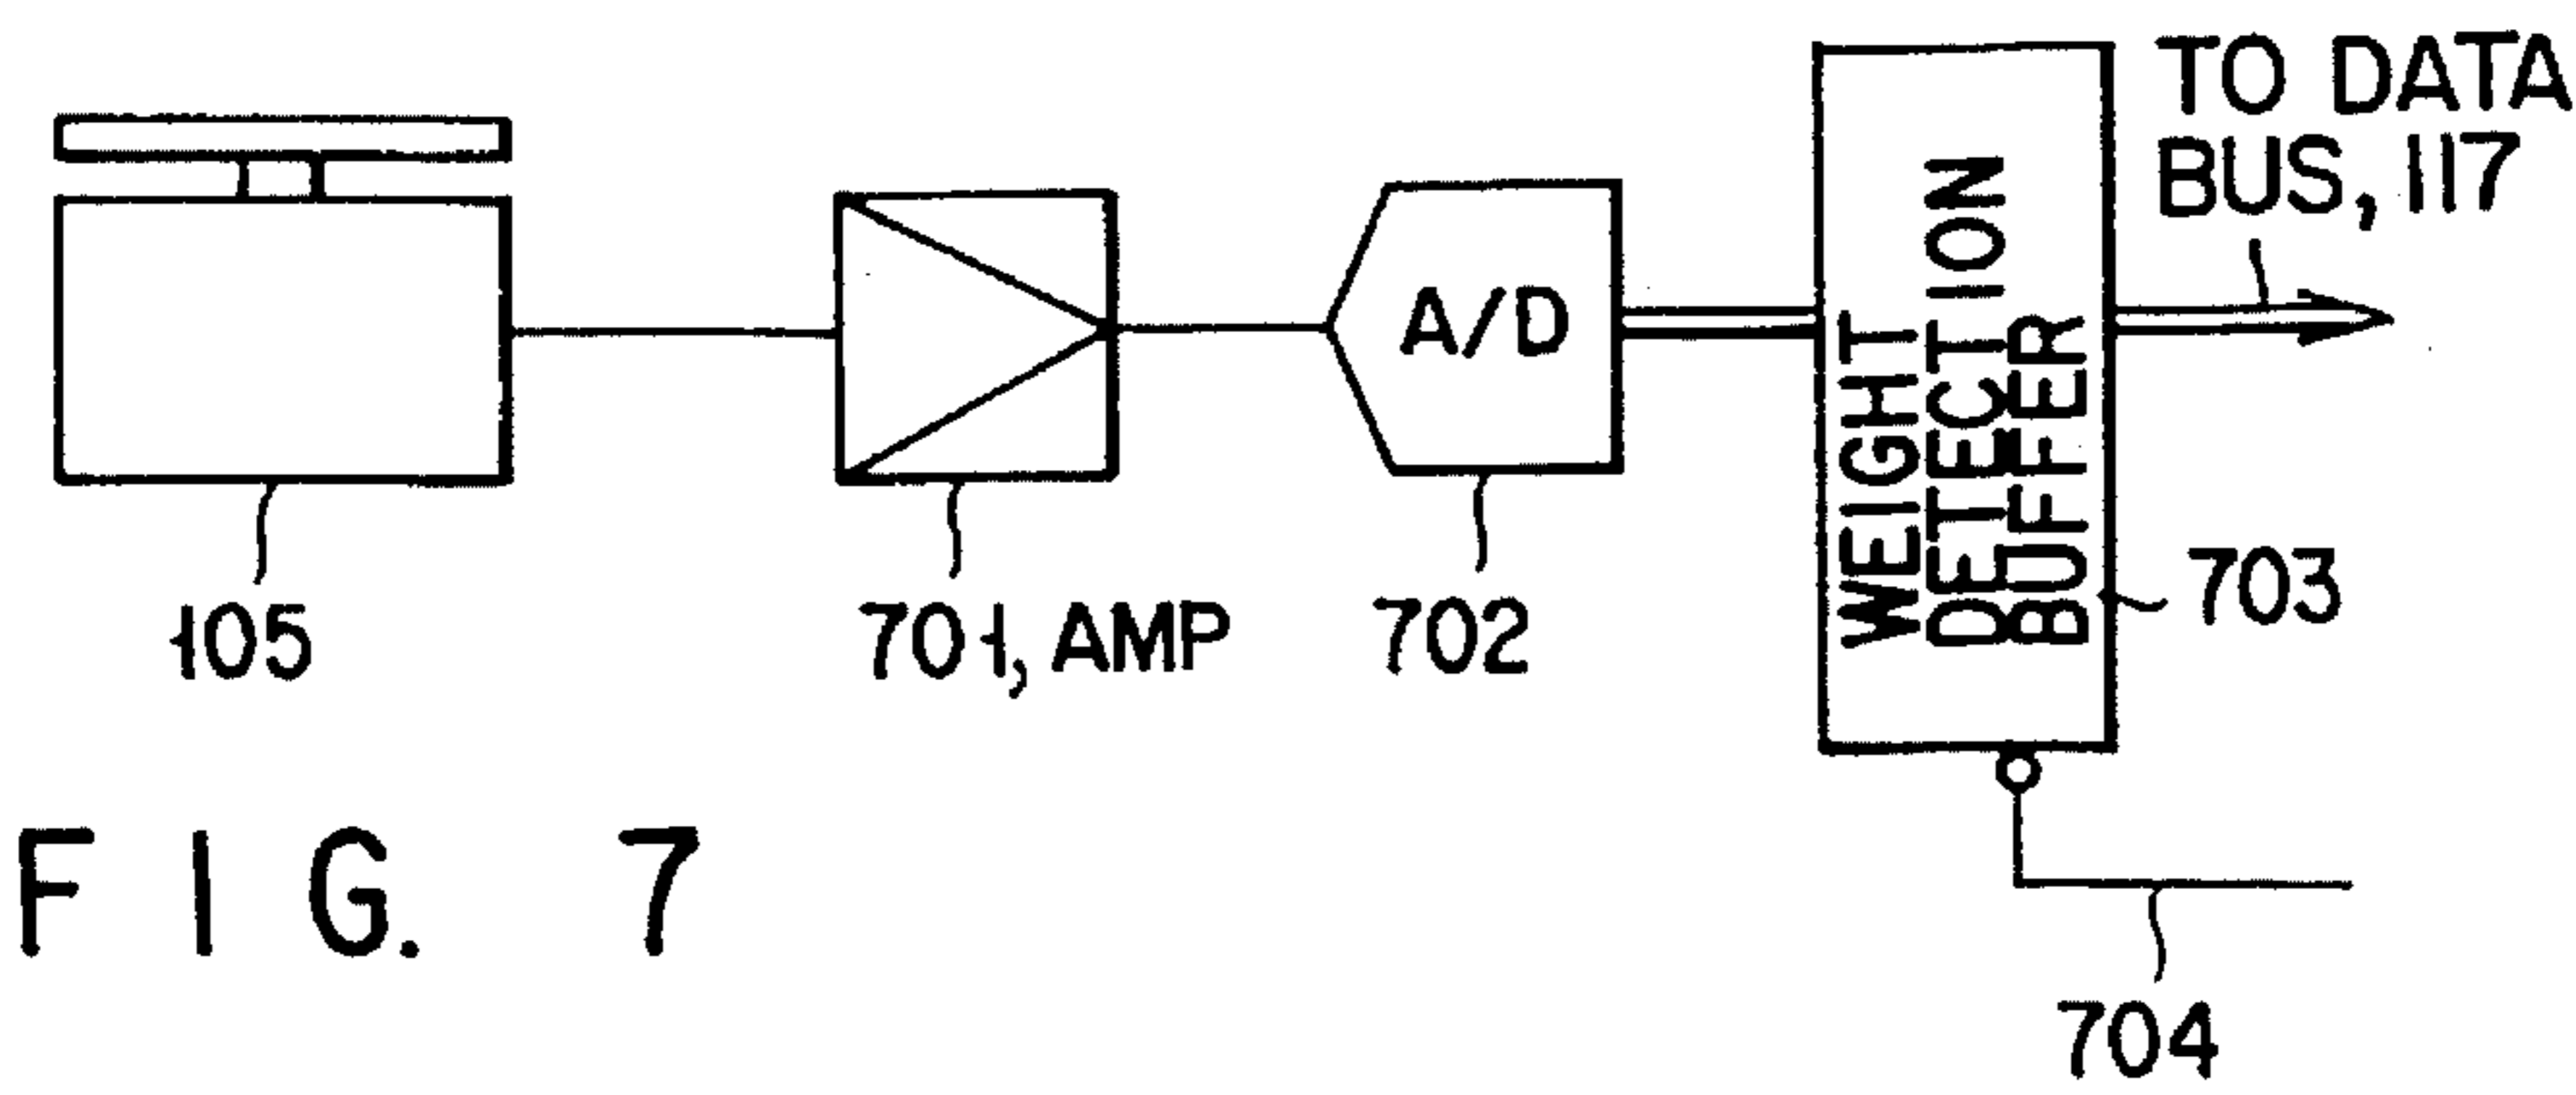 TO DATA
BUS, 117
A/D
WEIGHT
DETECTION
BUFFER
105
701, AMP
702
703
704
FIG. 7